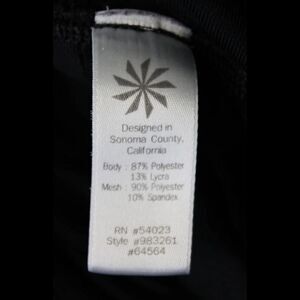 Designed in
Sonoma County,
California
Body : 87% Polyester
13% Lycra
Mesh : 90% Polyester
10% Spandex
RN #54023
Style #983261
#64564